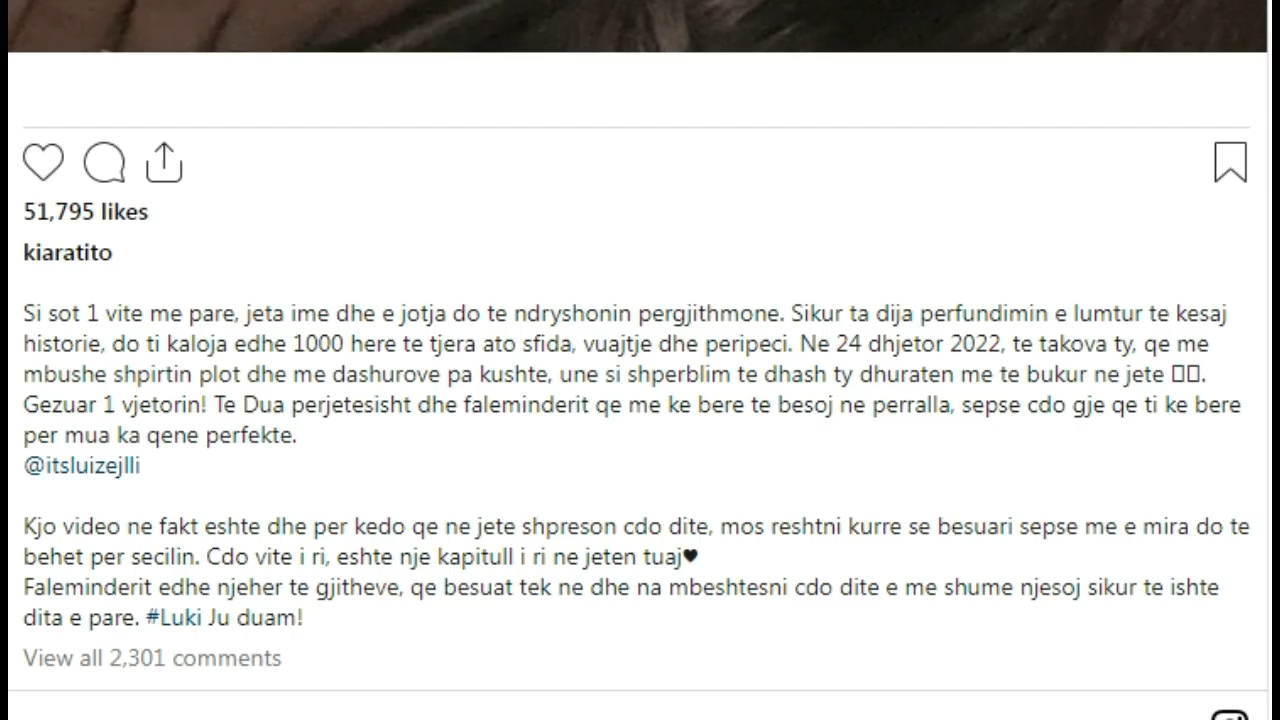 51,795 likes
kiaratito
Si sot 1 vite me pare, jeta ime dhe e jotja do te ndryshonin pergjithmone. Sikur ta dija perfundimin e lumtur te kesaj
historie, do ti kaloja edhe 1000 here te tjera ato sfida, vuajtje dhe peripeci. Ne 24 dhjetor 2022, te takova ty, qe me
mbushe shpirtin plot dhe me dashurove pa kushte, une si shperblim te dhash ty dhuraten me te bukur ne jete 🫶🏻.
Gezuar 1 vjetorin! Te Dua perjetesisht dhe faleminderit qe me ke bere te besoj ne perralla, sepse cdo gje qe ti ke bere
per mua ka qene perfekte.
@itsluizejlli
Kjo video ne fakt eshte dhe per kedo qe ne jete shpreson cdo dite, mos reshtni kurre se besuari sepse me e mira do te
behet per secilin. Cdo vite i ri, eshte nje kapitull i ri ne jeten tuaj♥
Faleminderit edhe njeher te gjitheve, qe besuat tek ne dhe na mbeshtesni cdo dite e me shume njesoj sikur te ishte
dita e pare. #Luki Ju duam!
View all 2,301 comments